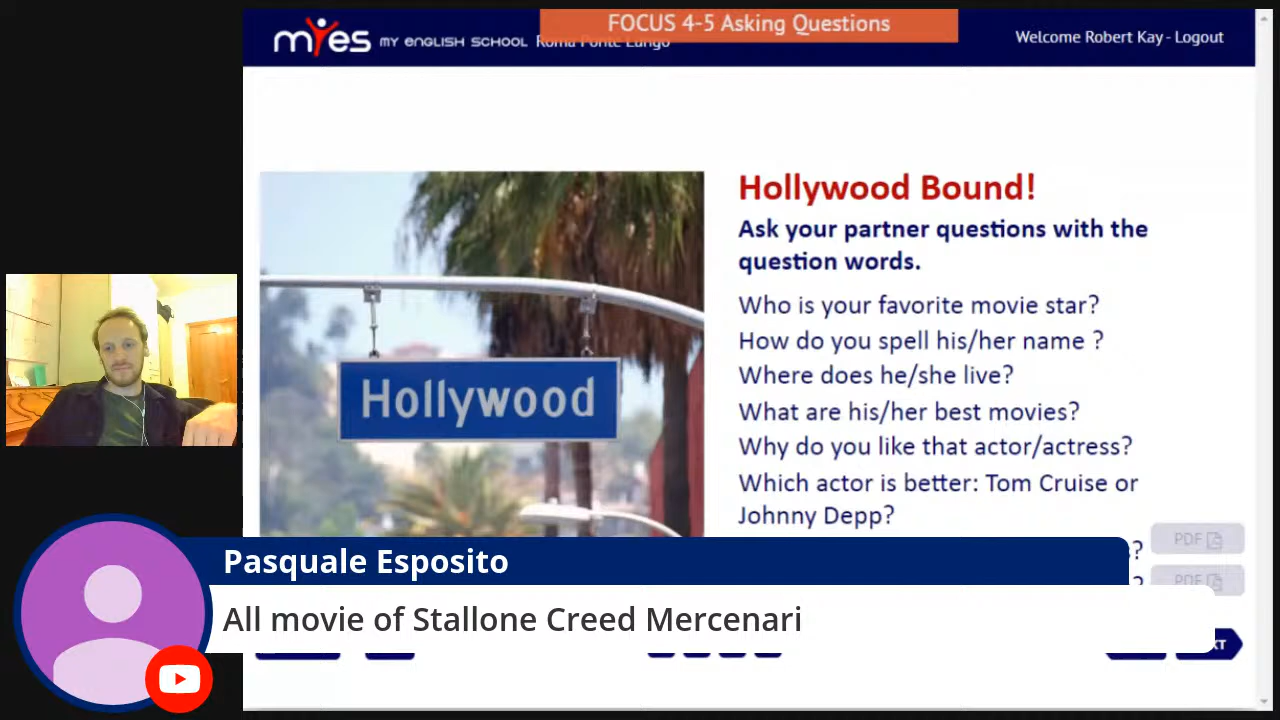 FOCUS 4-5 Asking Questions
myes MY ENGLISH SCHOOL Roma Ponte Lungo
Welcome Robert Kay - Logout
Hollywood
Hollywood Bound!
Ask your partner questions with the
question words.
Who is your favorite movie star?
How do you spell his/her name ?
Where does he/she live?
What are his/her best movies?
Why do you like that actor/actress?
Which actor is better: Tom Cruise or
Johnny Depp?
PDF
PDF
Pasquale Esposito
All movie of Stallone Creed Mercenari